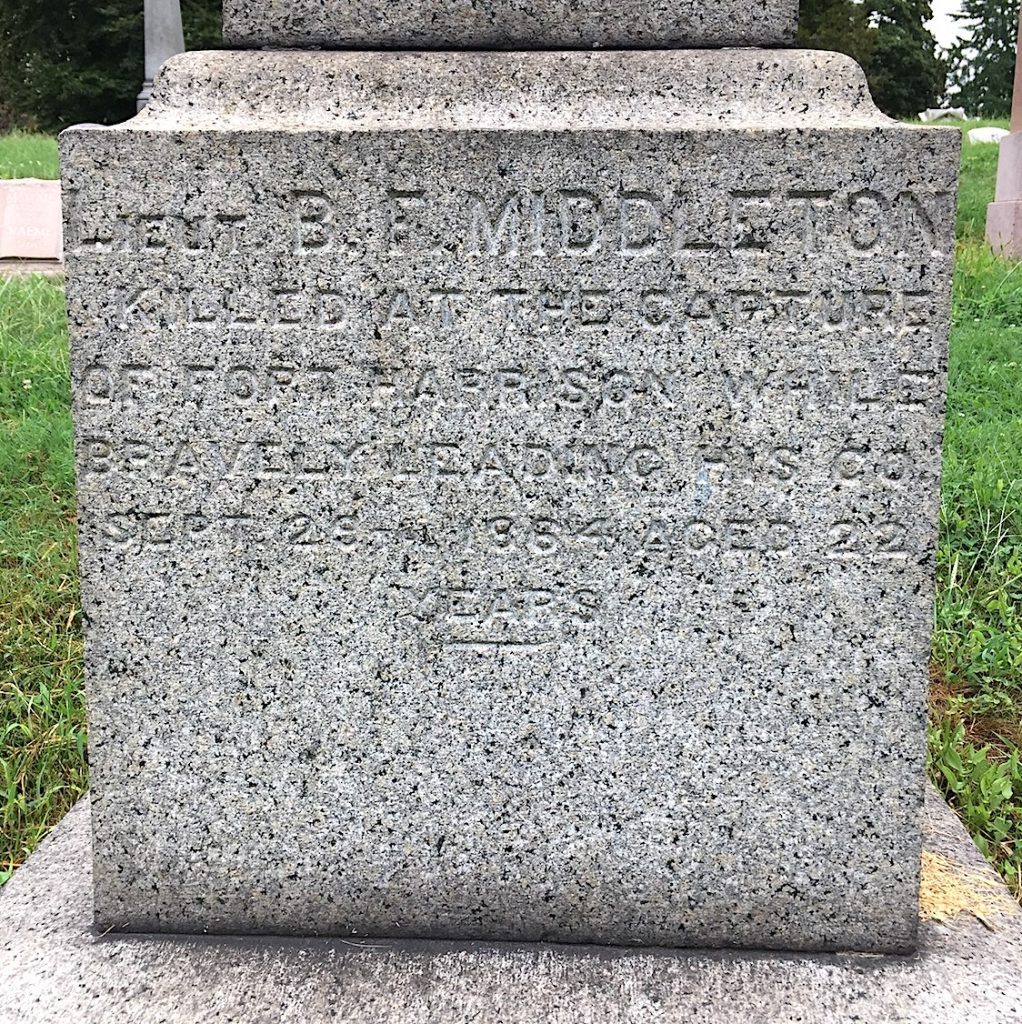 LIEUT. B. F. MIDDLETON
KILLED AT THE CAPTURE
OF FORT HARRISON WHILE
BRAVELY LEADING HIS CO.
SEPT. 1864 AGED 22
YEARS